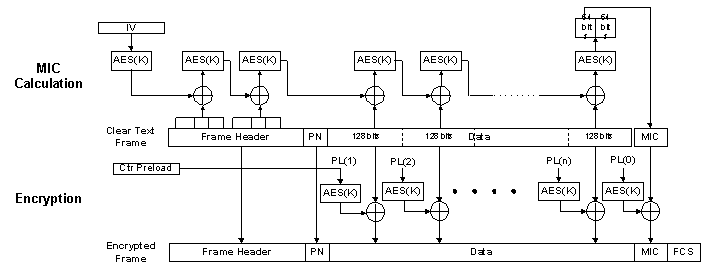 IV
64 bits 64 bits
AES(K) AES(K) AES(K) AES(K) AES(K) AES(K)
MIC
Calculation
Clear Text
Frame
Frame Header PN 128 bits 128 bits Data 128 bits MIC
Ctr Preload
PL(1) PL(2) PL(n) PL(0)
AES(K) AES(K) AES(K) AES(K)
Encryption
Encrypted
Frame
Frame Header PN Data MIC FCS